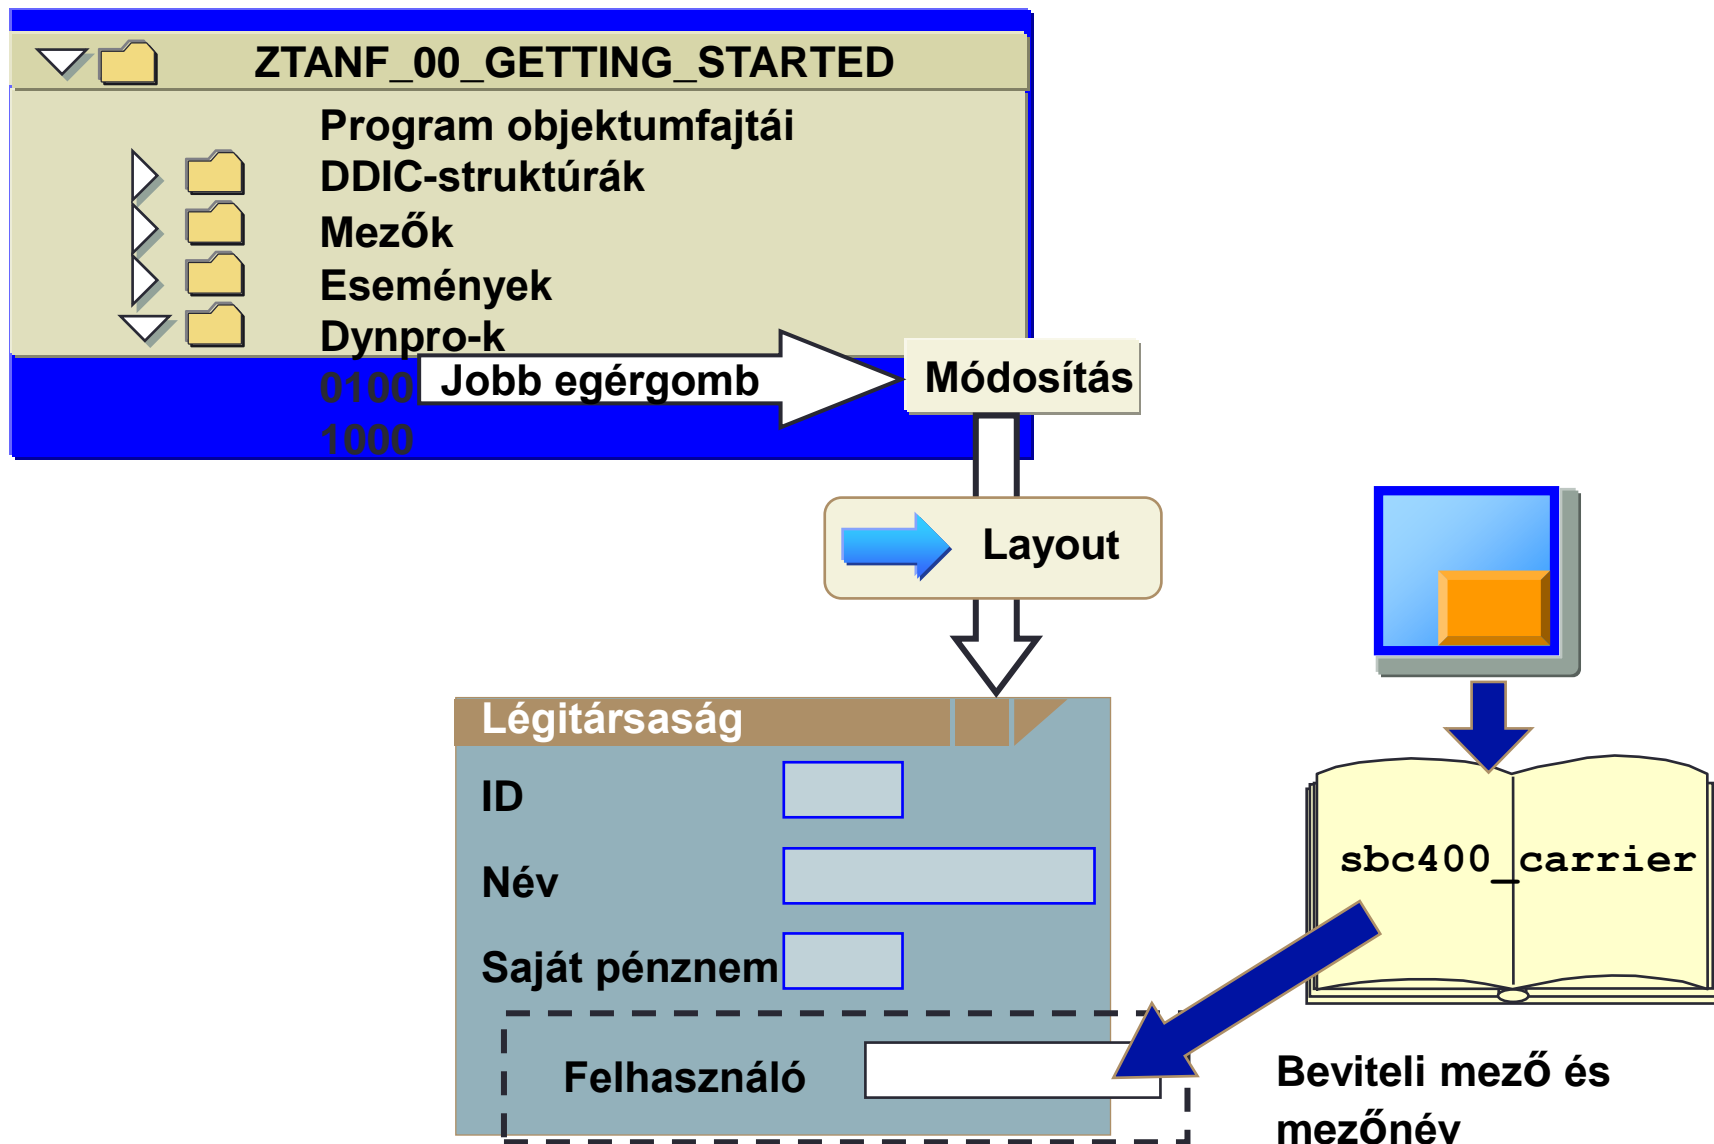 ZTANF_00_GETTING_STARTED
Program objektumfajtái
DDIC-struktúrák
Mezők
Események
Dynpro-k
0100
Jobb egérgomb
Módosítás
1000
Layout
Légitársaság
ID
Név
Saját pénznem
Felhasználó
sbc400_carrier
Beviteli mező és
mezőnév